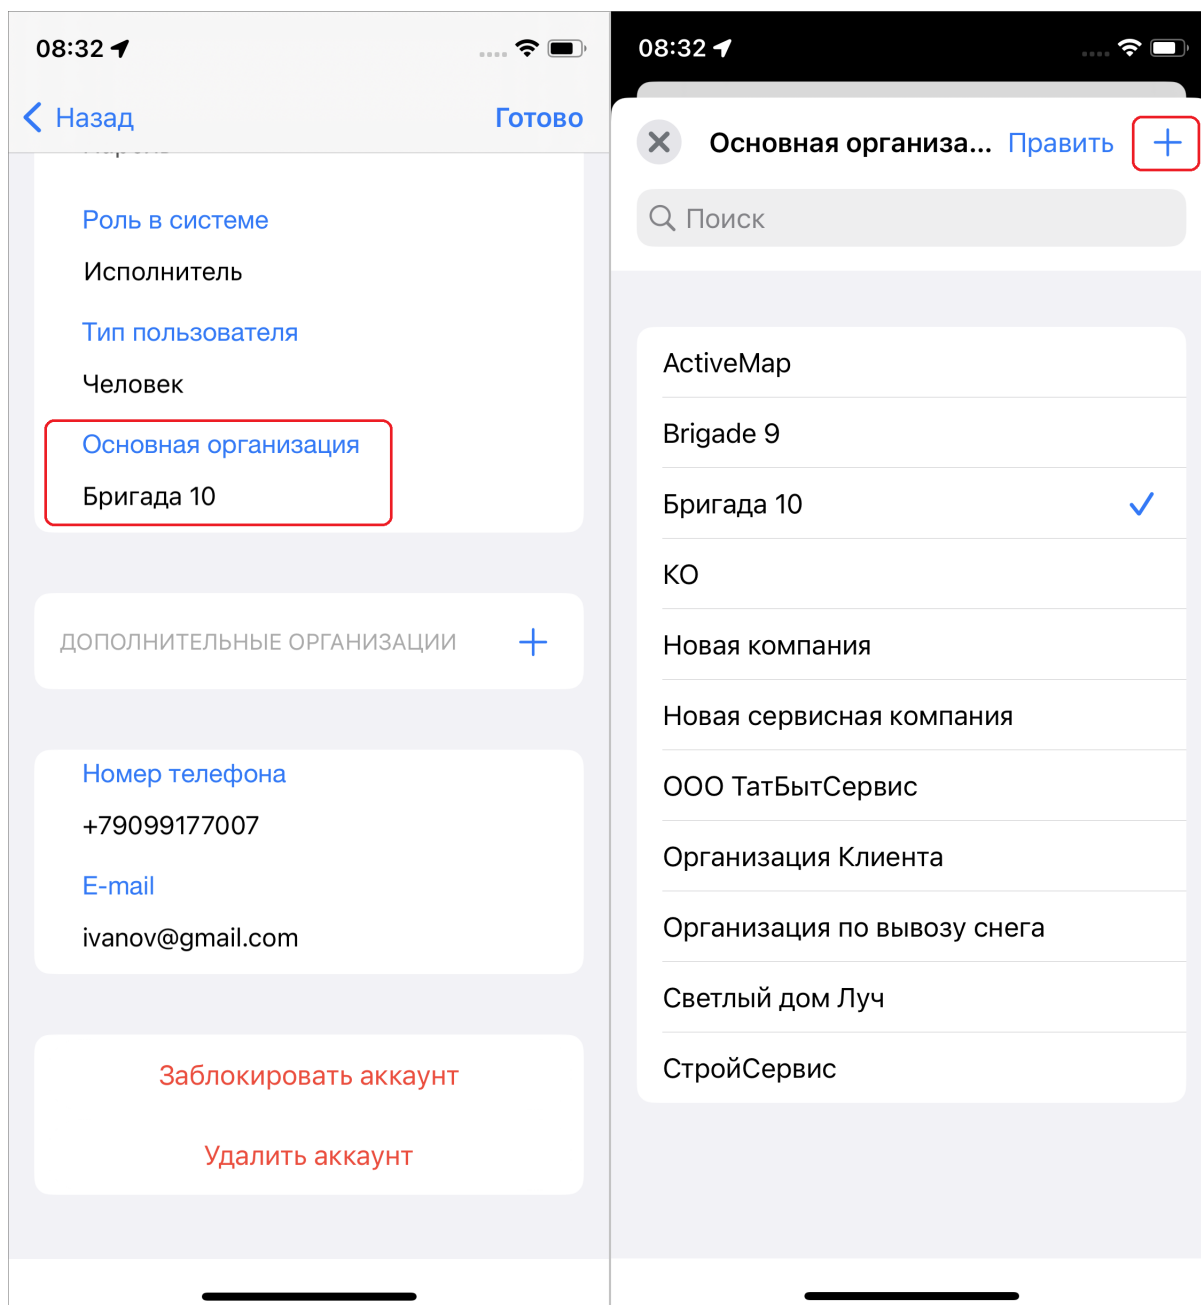 08:32
Назад
Готово
Роль в системе
Исполнитель
Тип пользователя
Человек
Основная организация
Бригада 10
ДОПОЛНИТЕЛЬНЫЕ ОРГАНИЗАЦИИ
Номер телефона
+79099177007
E-mail
ivanov@gmail.com
Заблокировать аккаунт
Удалить аккаунт
08:32
Основная организа... Править
Поиск
ActiveMap
Brigade 9
Бригада 10
КО
Новая компания
Новая сервисная компания
ООО ТатБытСервис
Организация Клиента
Организация по вывозу снега
Светлый дом Луч
СтройСервис